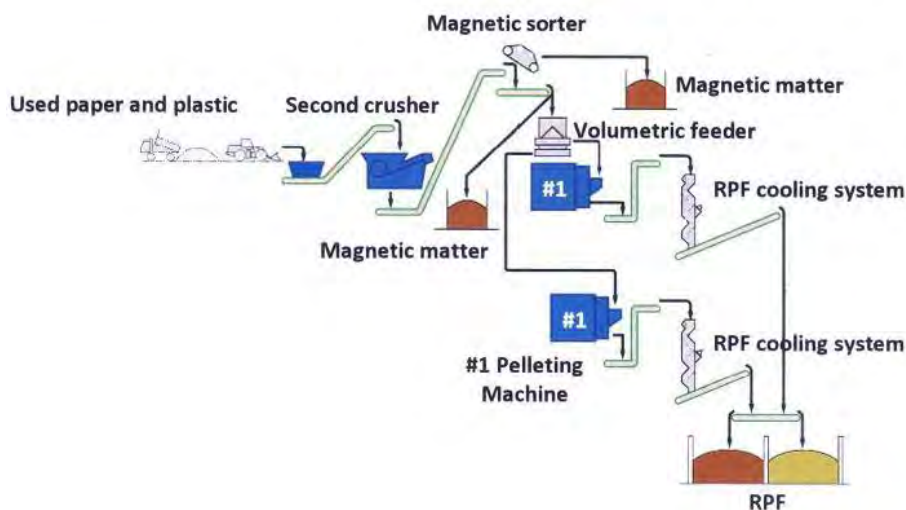 Magnetic sorter
Magnetic matter
Used paper and plastic
Second crusher
Volumetric feeder
#1
RPF cooling system
Magnetic matter
#1
RPF cooling system
#1 Pelleting
Machine
RPF